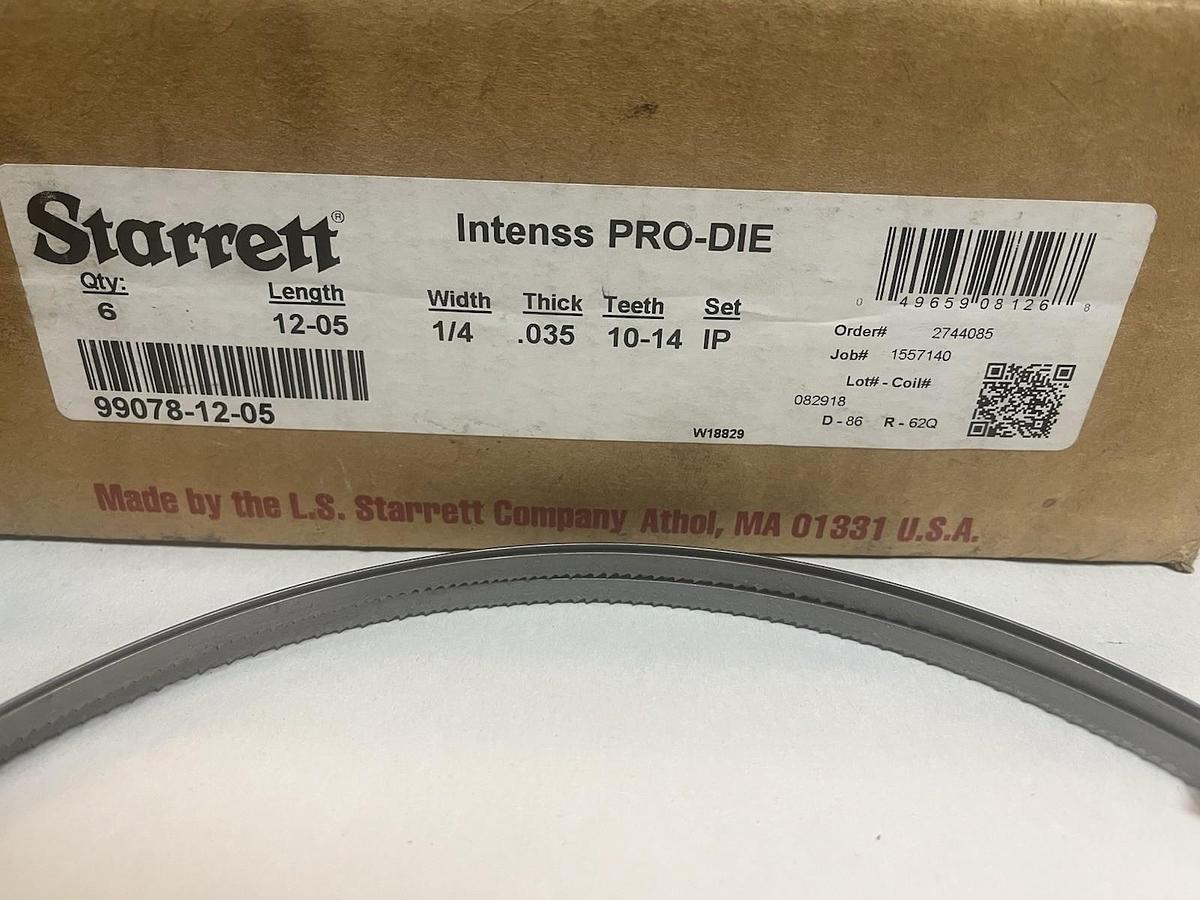 Starrett®
Intenss PRO-DIE
Qty: Length Width Thick Teeth Set
6 12-05 1/4 .035 10-14 IP
99078-12-05
0 49659 08126 8
Order# 2744085
Job# 1557140
Lot# - Coil#
082918
D - 86 R - 62Q
W18829
Made by the L.S. Starrett Company Athol, MA 01331 U.S.A.